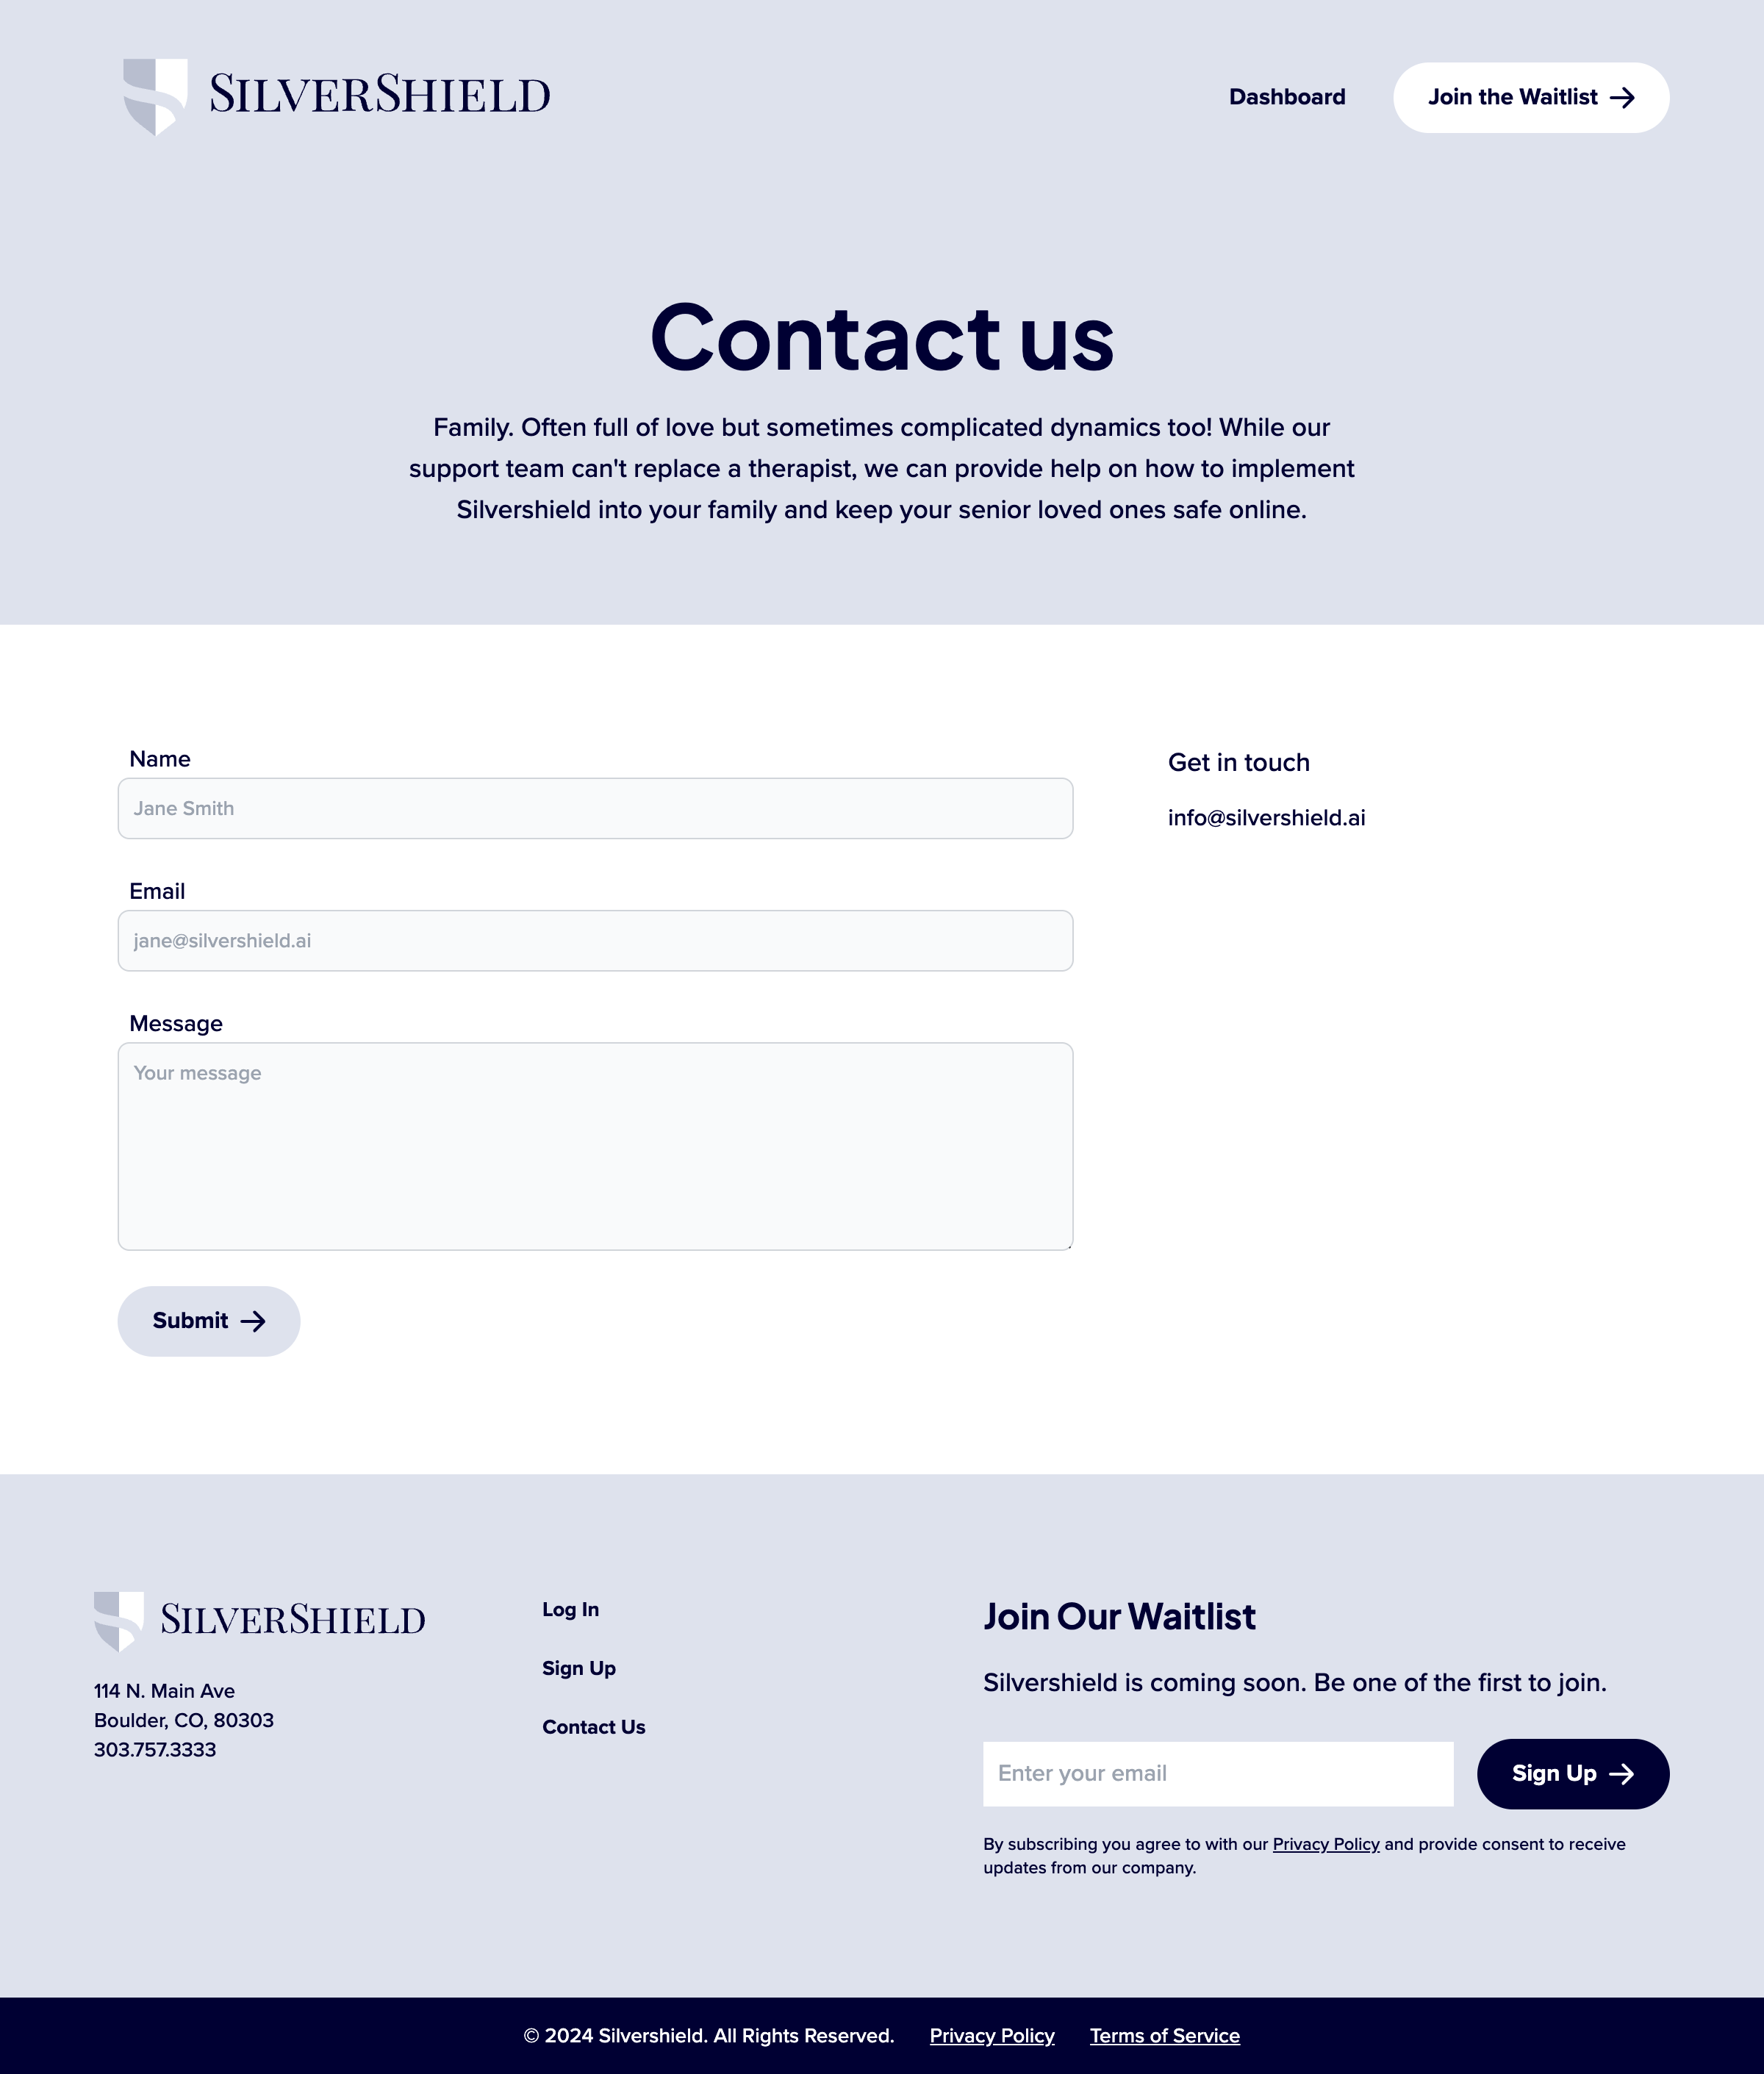 SILVERSHIELD
Dashboard
Join the Waitlist
Contact us
Family. Often full of love but sometimes complicated dynamics too! While our
support team can't replace a therapist, we can provide help on how to implement
Silvershield into your family and keep your senior loved ones safe online.
Name
Jane Smith
Email
jane@silvershield.ai
Message
Your message
Submit
Get in touch
info@silvershield.ai
SILVERSHIELD
114 N. Main Ave
Boulder, CO, 80303
303.757.3333
Log In
Sign Up
Contact Us
Join Our Waitlist
Silvershield is coming soon. Be one of the first to join.
Enter your email
Sign Up
By subscribing you agree to with our Privacy Policy and provide consent to receive
updates from our company.
© 2024 Silvershield. All Rights Reserved.
Privacy Policy
Terms of Service